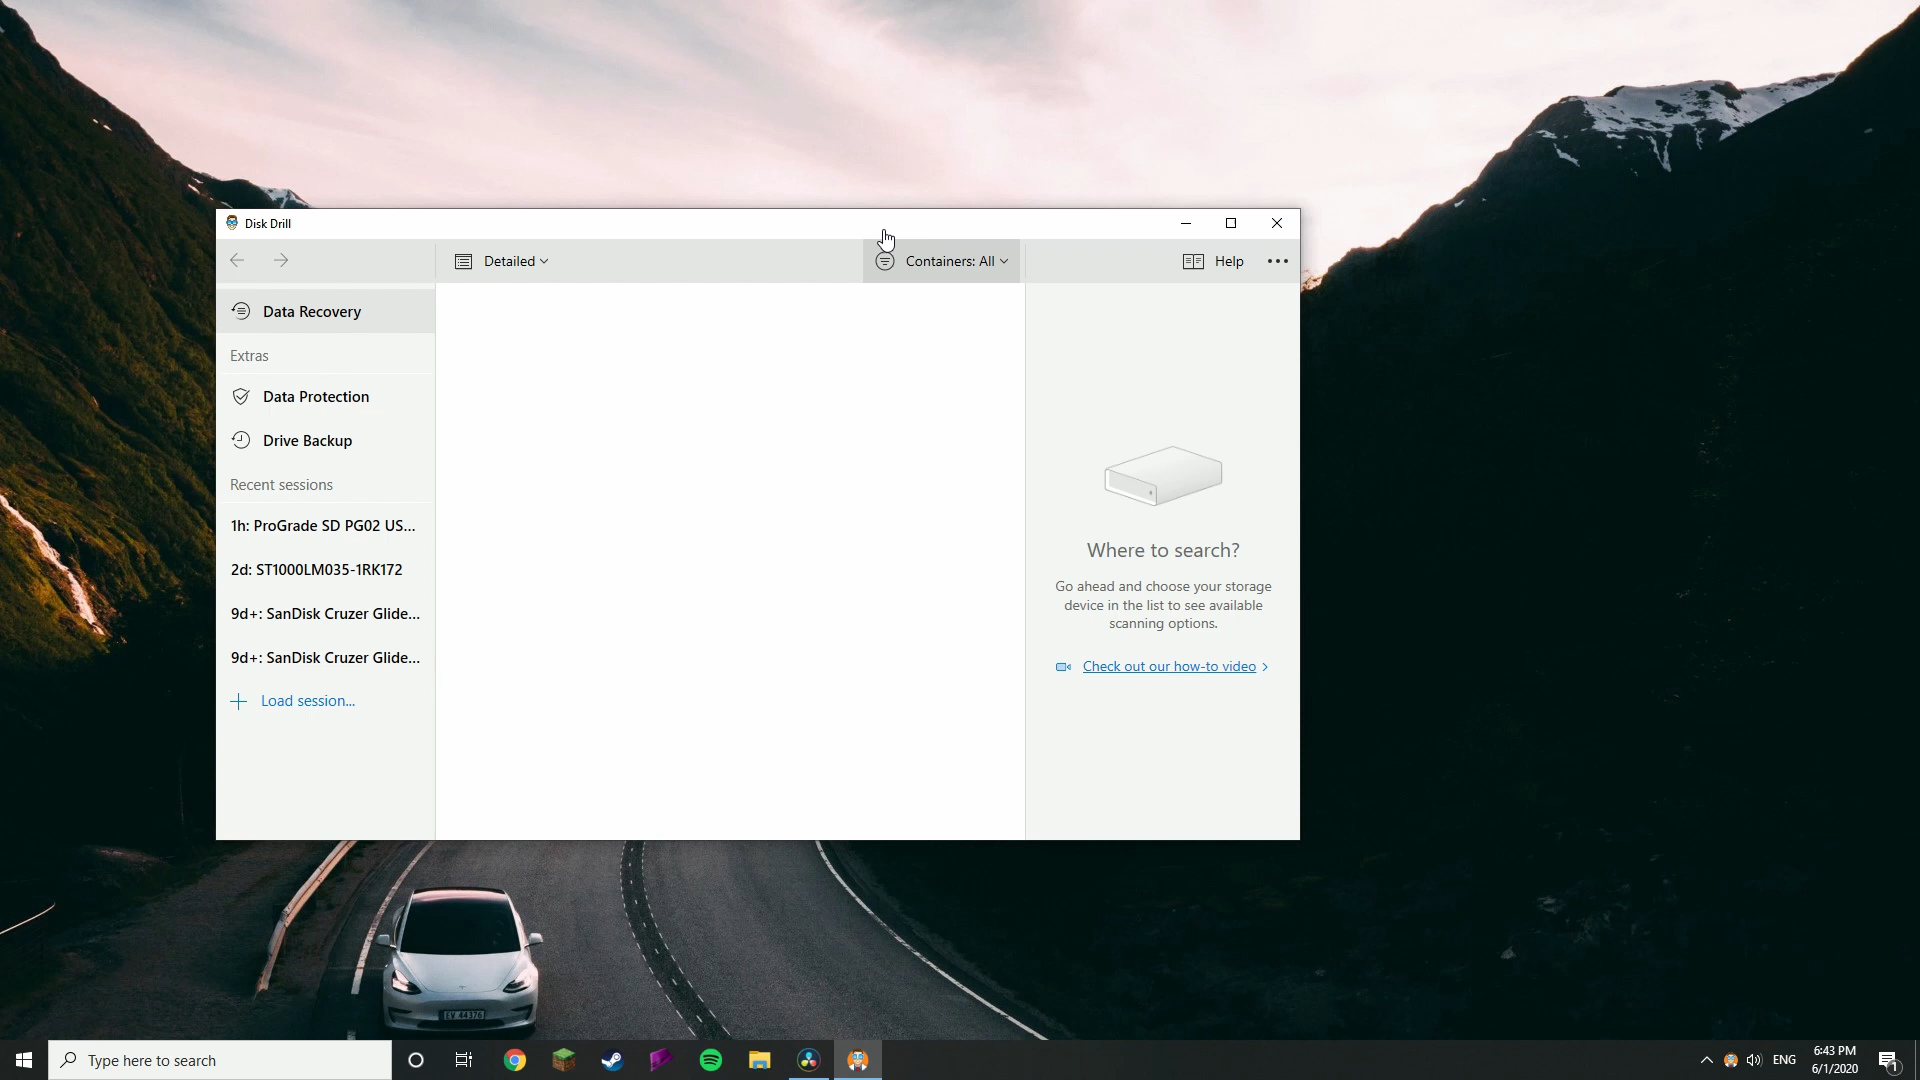 Disk Drill
Detailed
Containers: All
Help
Data Recovery
Extras
Data Protection
Drive Backup
Recent sessions
1h: ProGrade SD PG02 US...
2d: ST1000LM035-1RK172
9d+: SanDisk Cruzer Glide...
9d+: SanDisk Cruzer Glide...
Load session...
Where to search?
Go ahead and choose your storage
device in the list to see available
scanning options.
Check out our how-to video
EV 44376
Type here to search
ENG
6:43 PM
6/1/2020
1